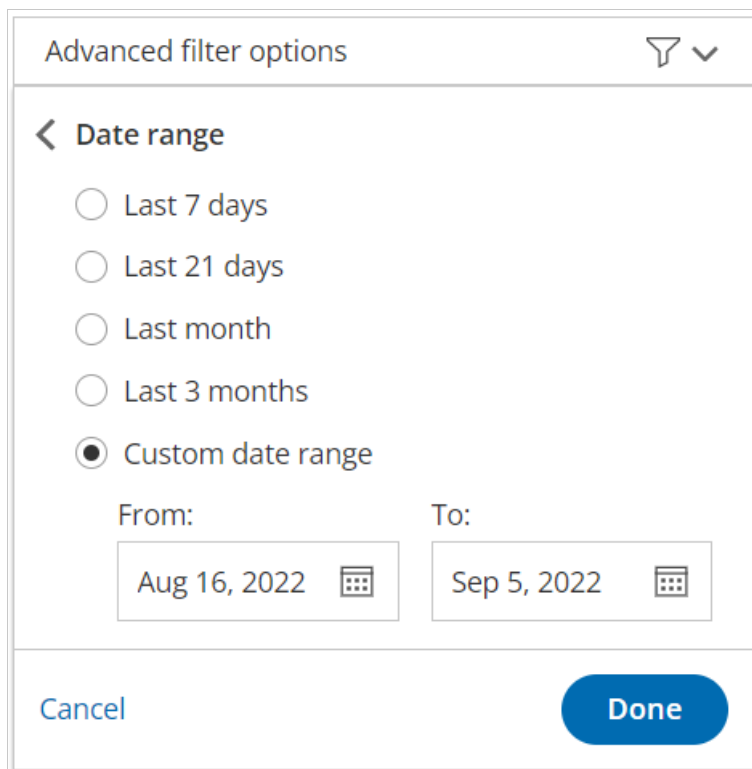 Advanced filter options
Date range
Last 7 days
Last 21 days
Last month
Last 3 months
Custom date range
From: To:
Aug 16, 2022 Sep 5, 2022
Cancel Done